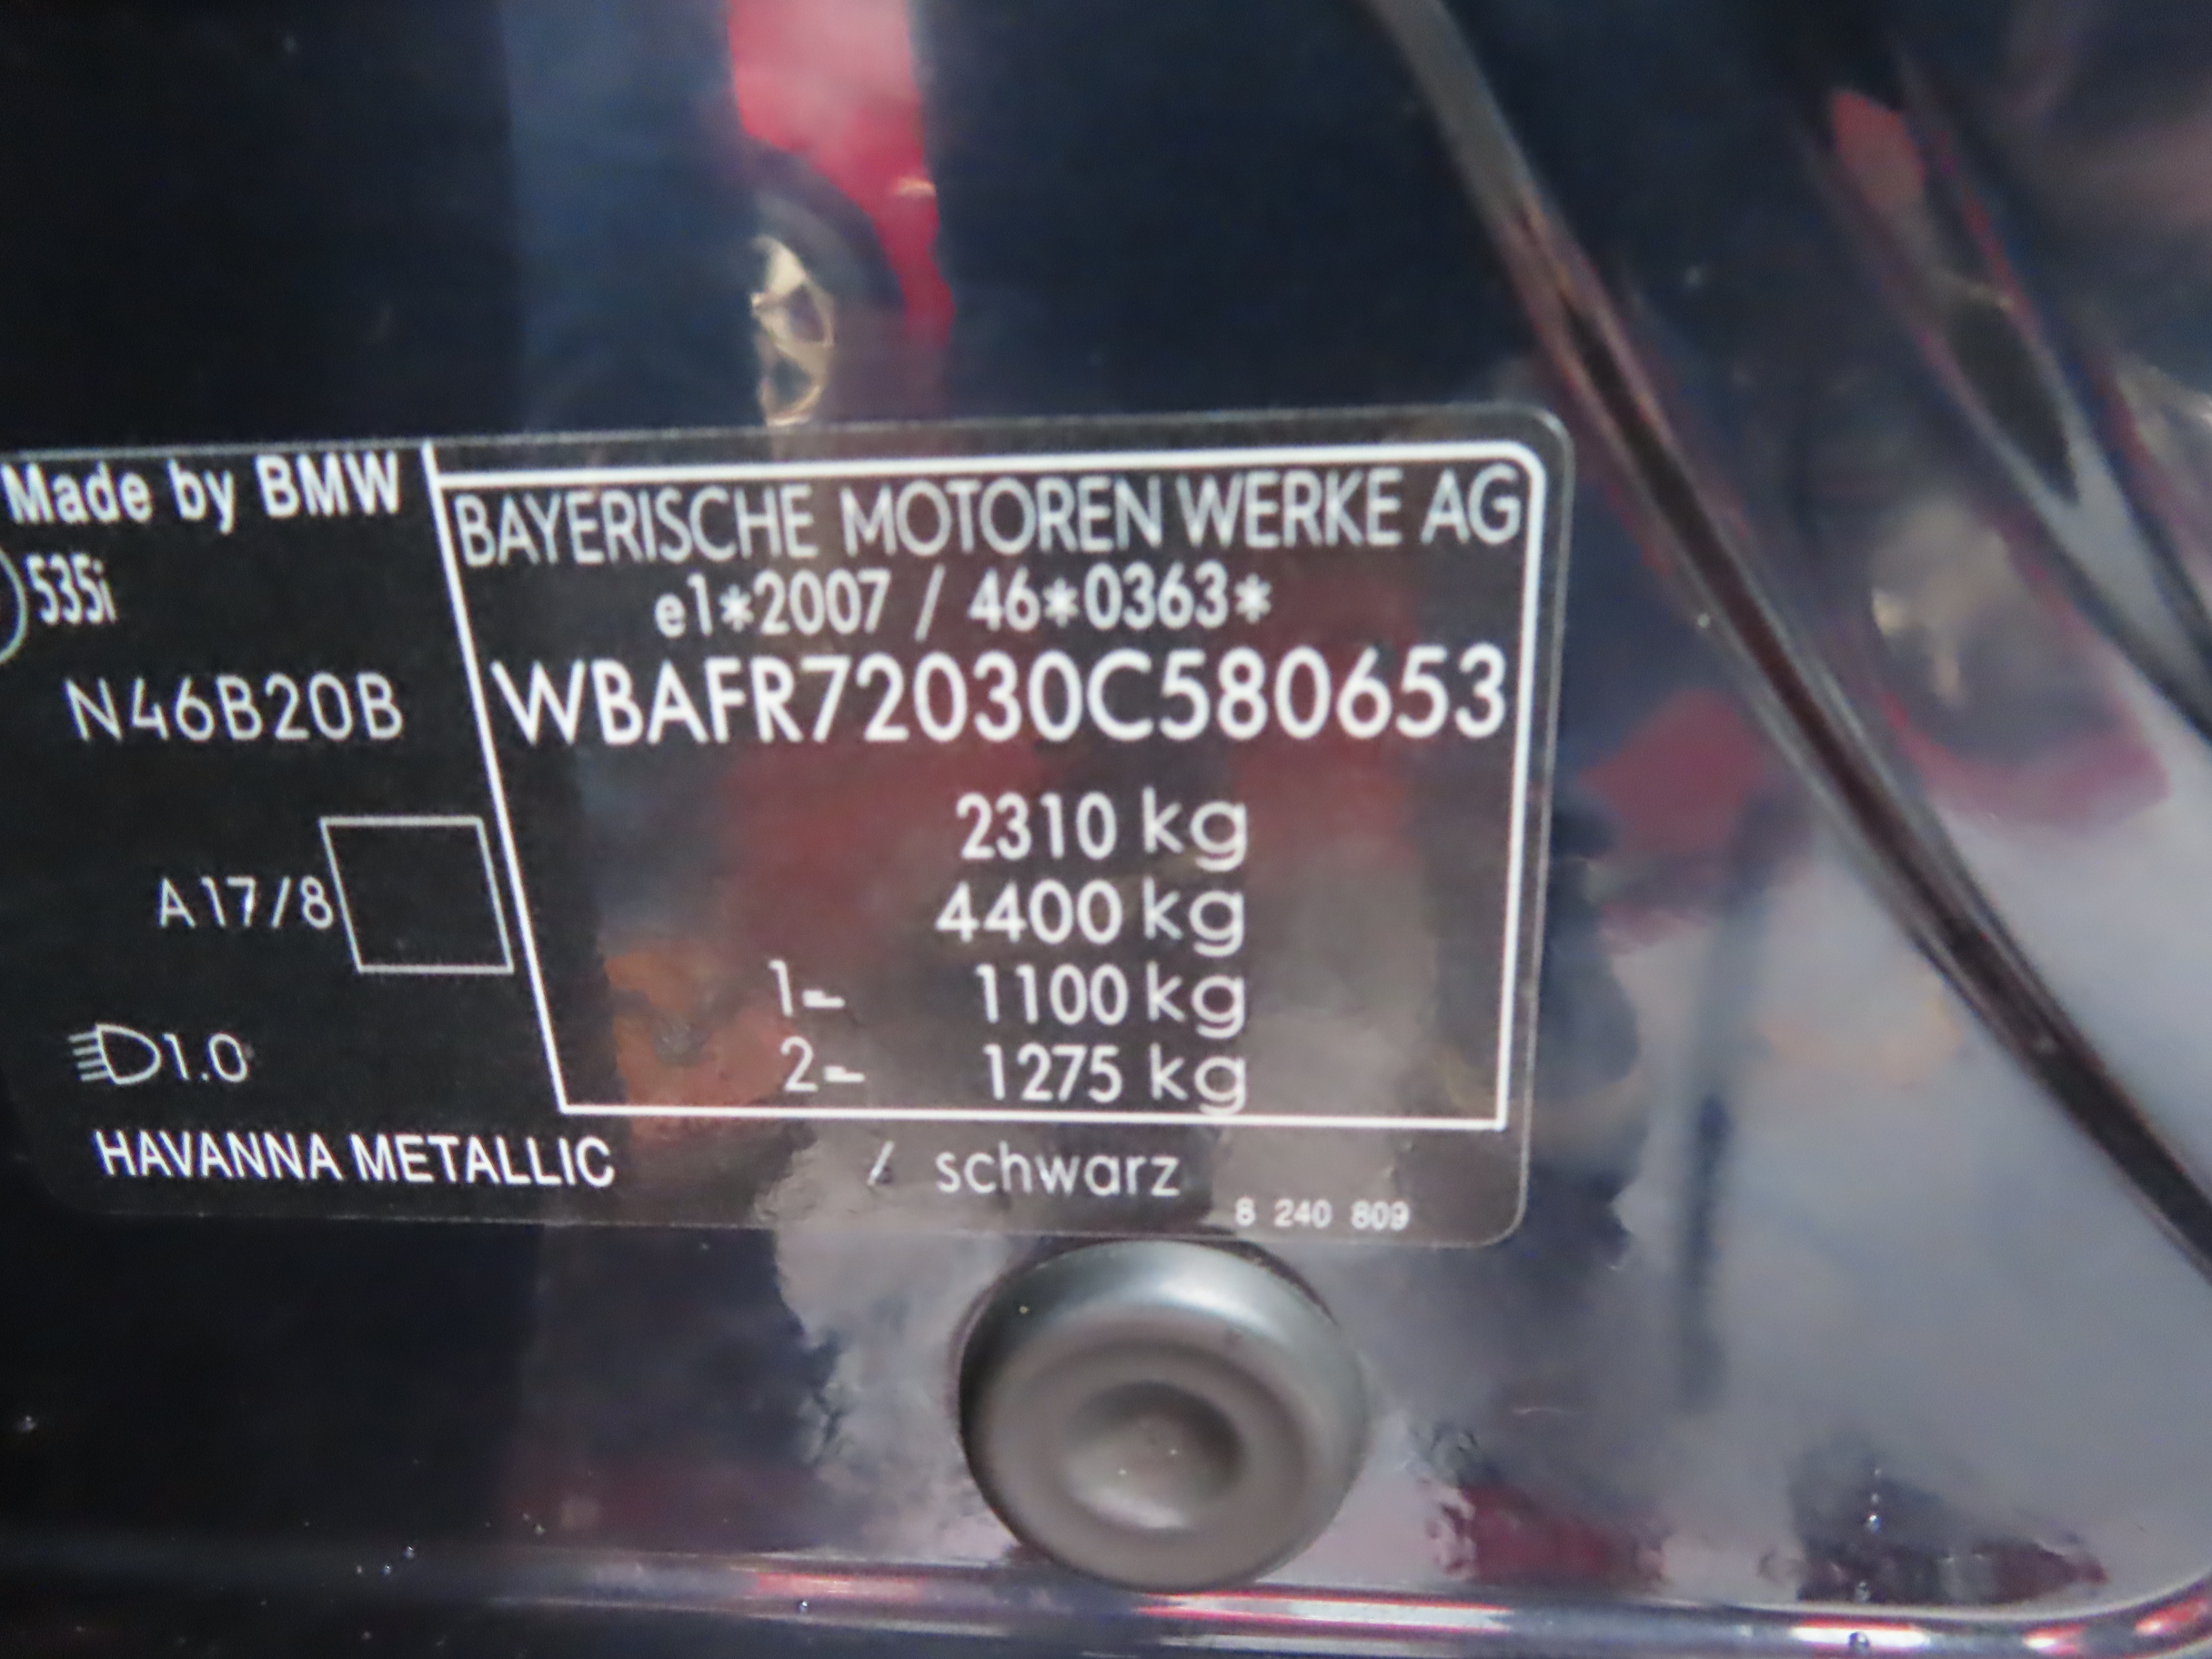 Made by BMW
535i
N46B20B
A17/8
1.0
HAVANNA METALLIC / schwarz
BAYERISCHE MOTOREN WERKE AG
e1*2007 / 46*0363*
WBAFR72030C580653
2310 kg
4400 kg
1- 1100 kg
2- 1275 kg
8 240 809